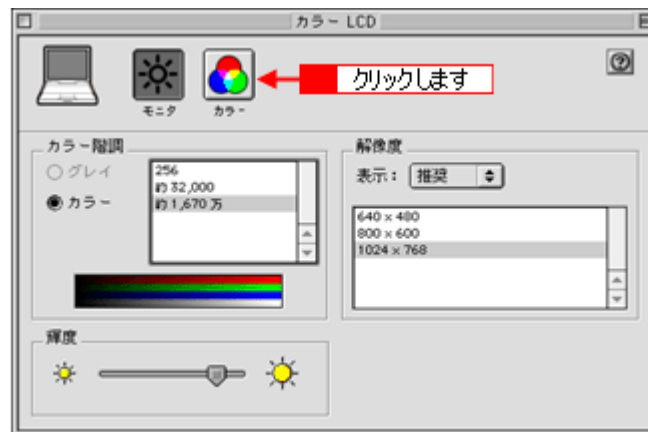 カラー LCD
モニタ
カラー
クリックします
カラー階調
グレイ
カラー
256
約 32,000
約 1,670 万
解像度
表示：
推奨
640 × 480
800 × 600
1024 × 768
輝度